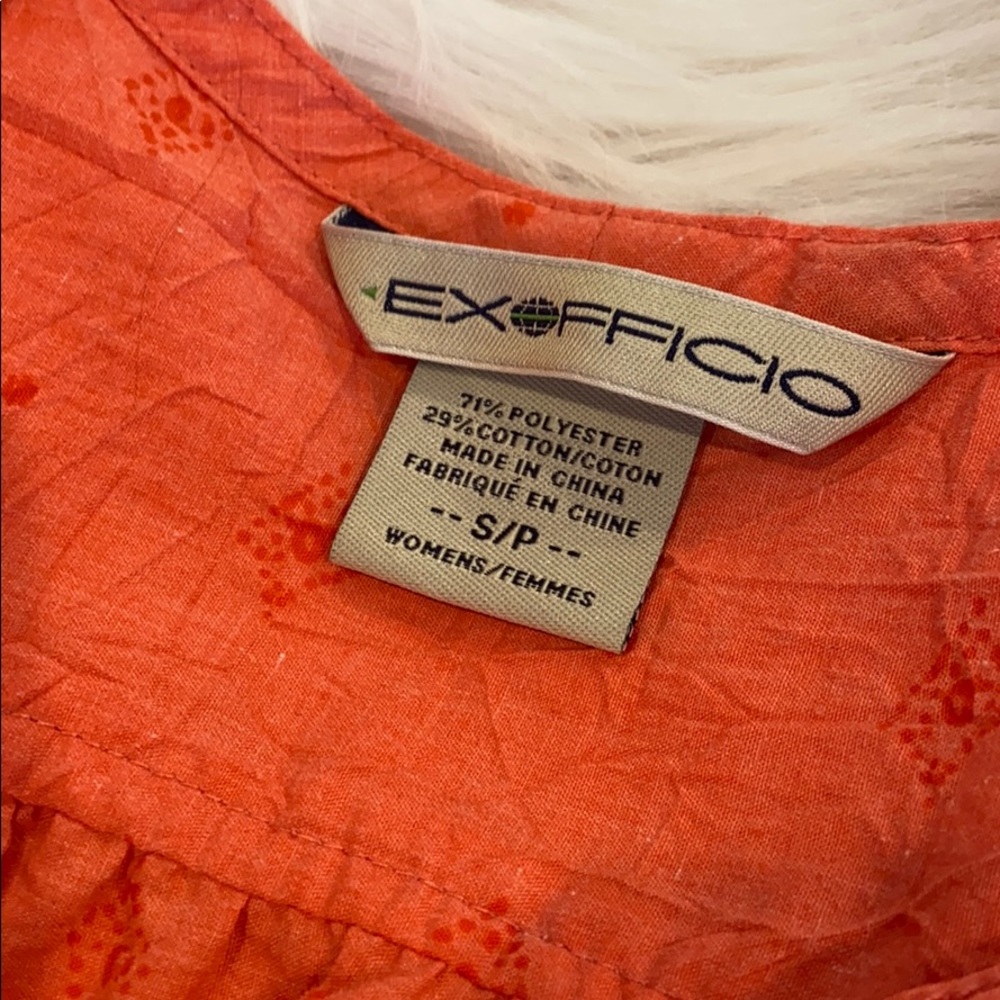 EXOFFICIO
71% POLYESTER
29% COTTON/COTON
MADE IN CHINA
FABRIQUÉ EN CHINE
-- S/P --
WOMENS/FEMMES